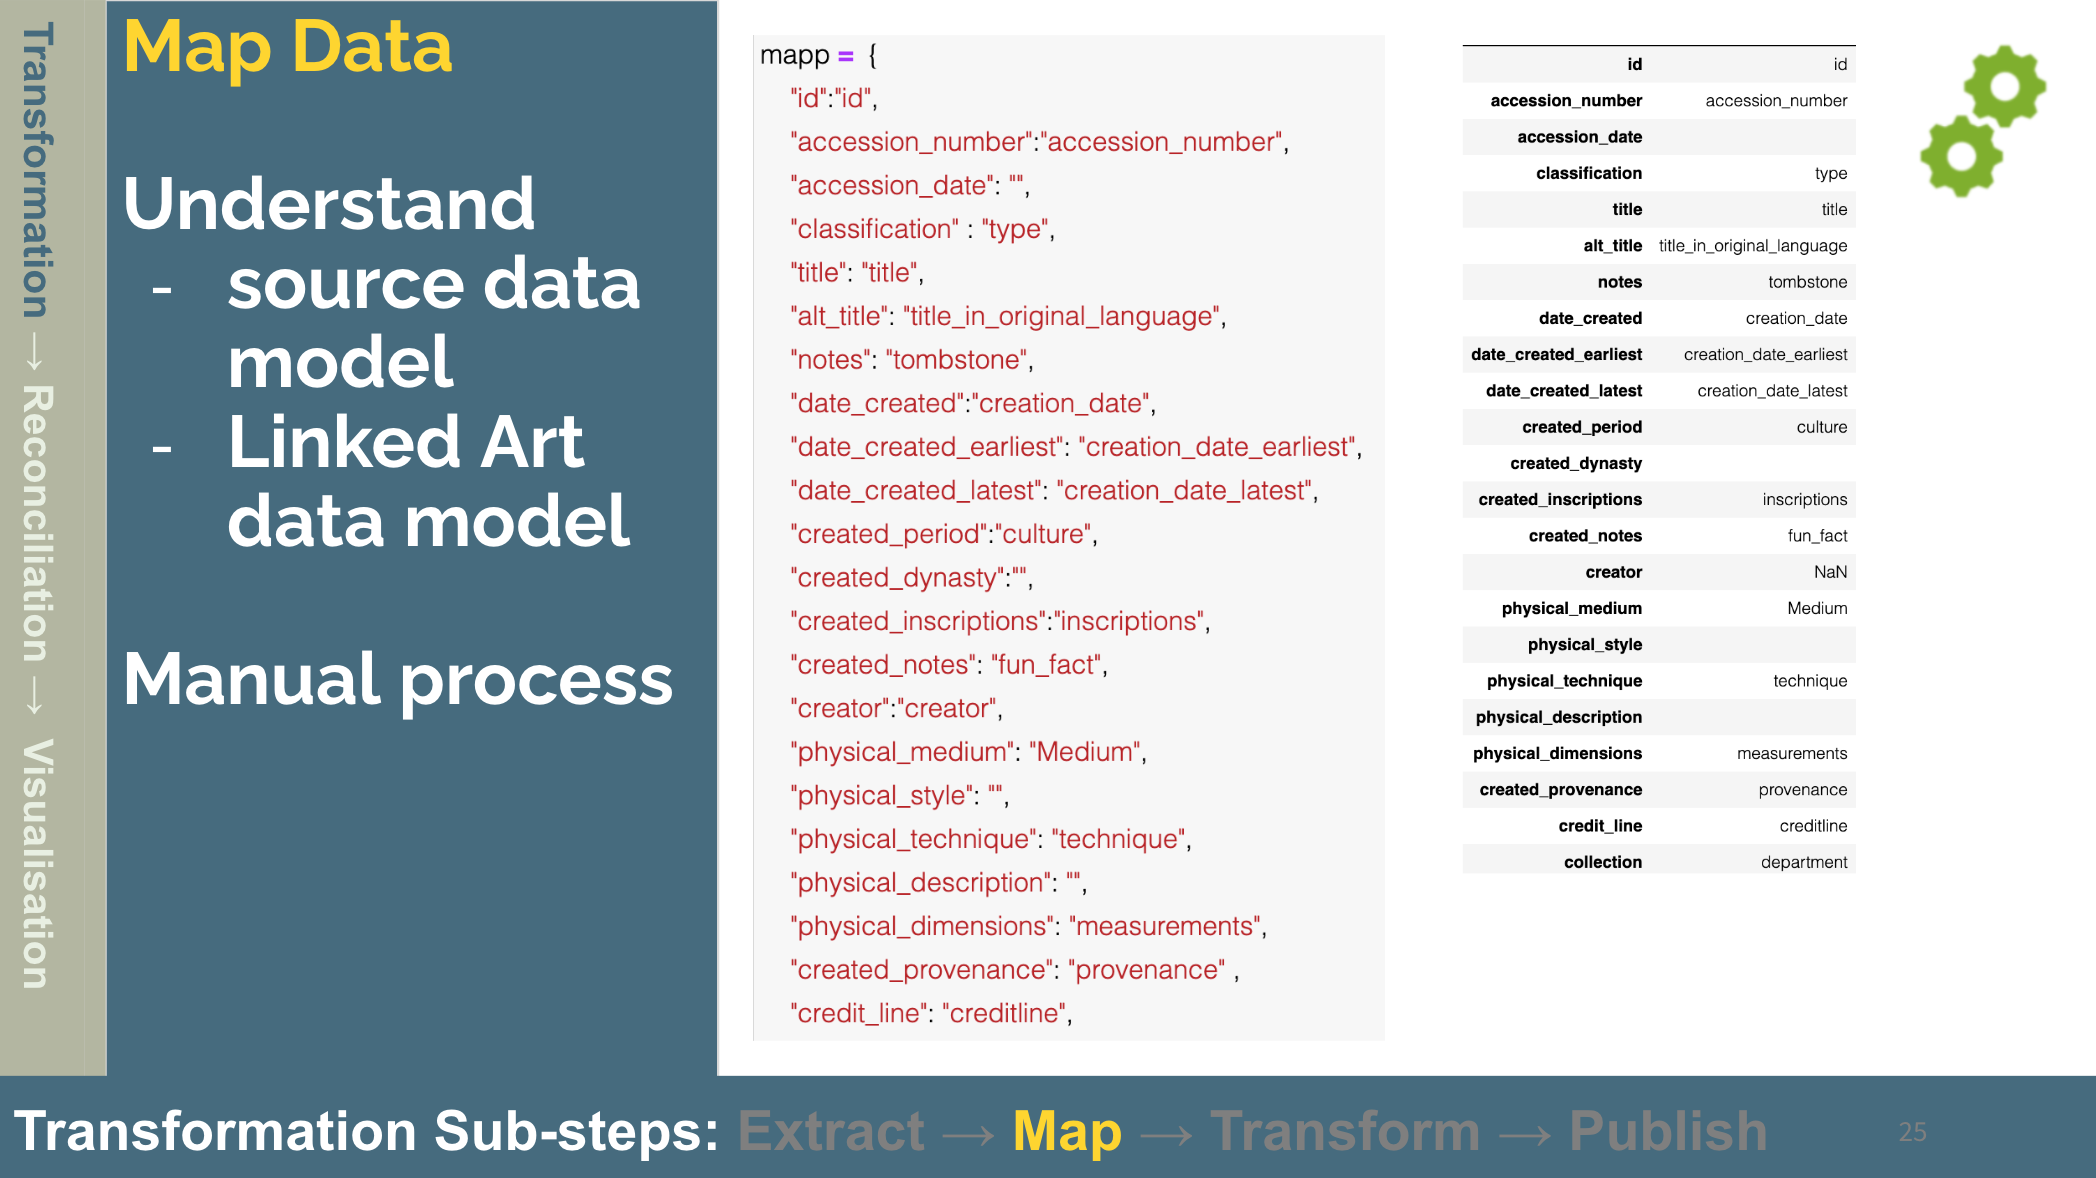 Transformation → Reconciliation → Visualisation
Map Data
Understand
- source data
model
- Linked Art
data model
Manual process
mapp = {
"id":"id",
"accession_number":"accession_number",
"accession_date": "",
"classification" : "type",
"title": "title",
"alt_title": "title_in_original_language",
"notes": "tombstone",
"date_created":"creation_date",
"date_created_earliest": "creation_date_earliest",
"date_created_latest": "creation_date_latest",
"created_period":"culture",
"created_dynasty":"",
"created_inscriptions":"inscriptions",
"created_notes": "fun_fact",
"creator":"creator",
"physical_medium": "Medium",
"physical_style": "",
"physical_technique": "technique",
"physical_description": "",
"physical_dimensions": "measurements",
"created_provenance": "provenance" ,
"credit_line": "creditline",
id id
accession_number accession_number
accession_date
classification type
title title
alt_title title_in_original_language
notes tombstone
date_created creation_date
date_created_earliest creation_date_earliest
date_created_latest creation_date_latest
created_period culture
created_dynasty
created_inscriptions inscriptions
created_notes fun_fact
creator NaN
physical_medium Medium
physical_style
physical_technique technique
physical_description
physical_dimensions measurements
created_provenance provenance
credit_line creditline
collection department
Transformation Sub-steps: Extract → Map → Transform → Publish
25